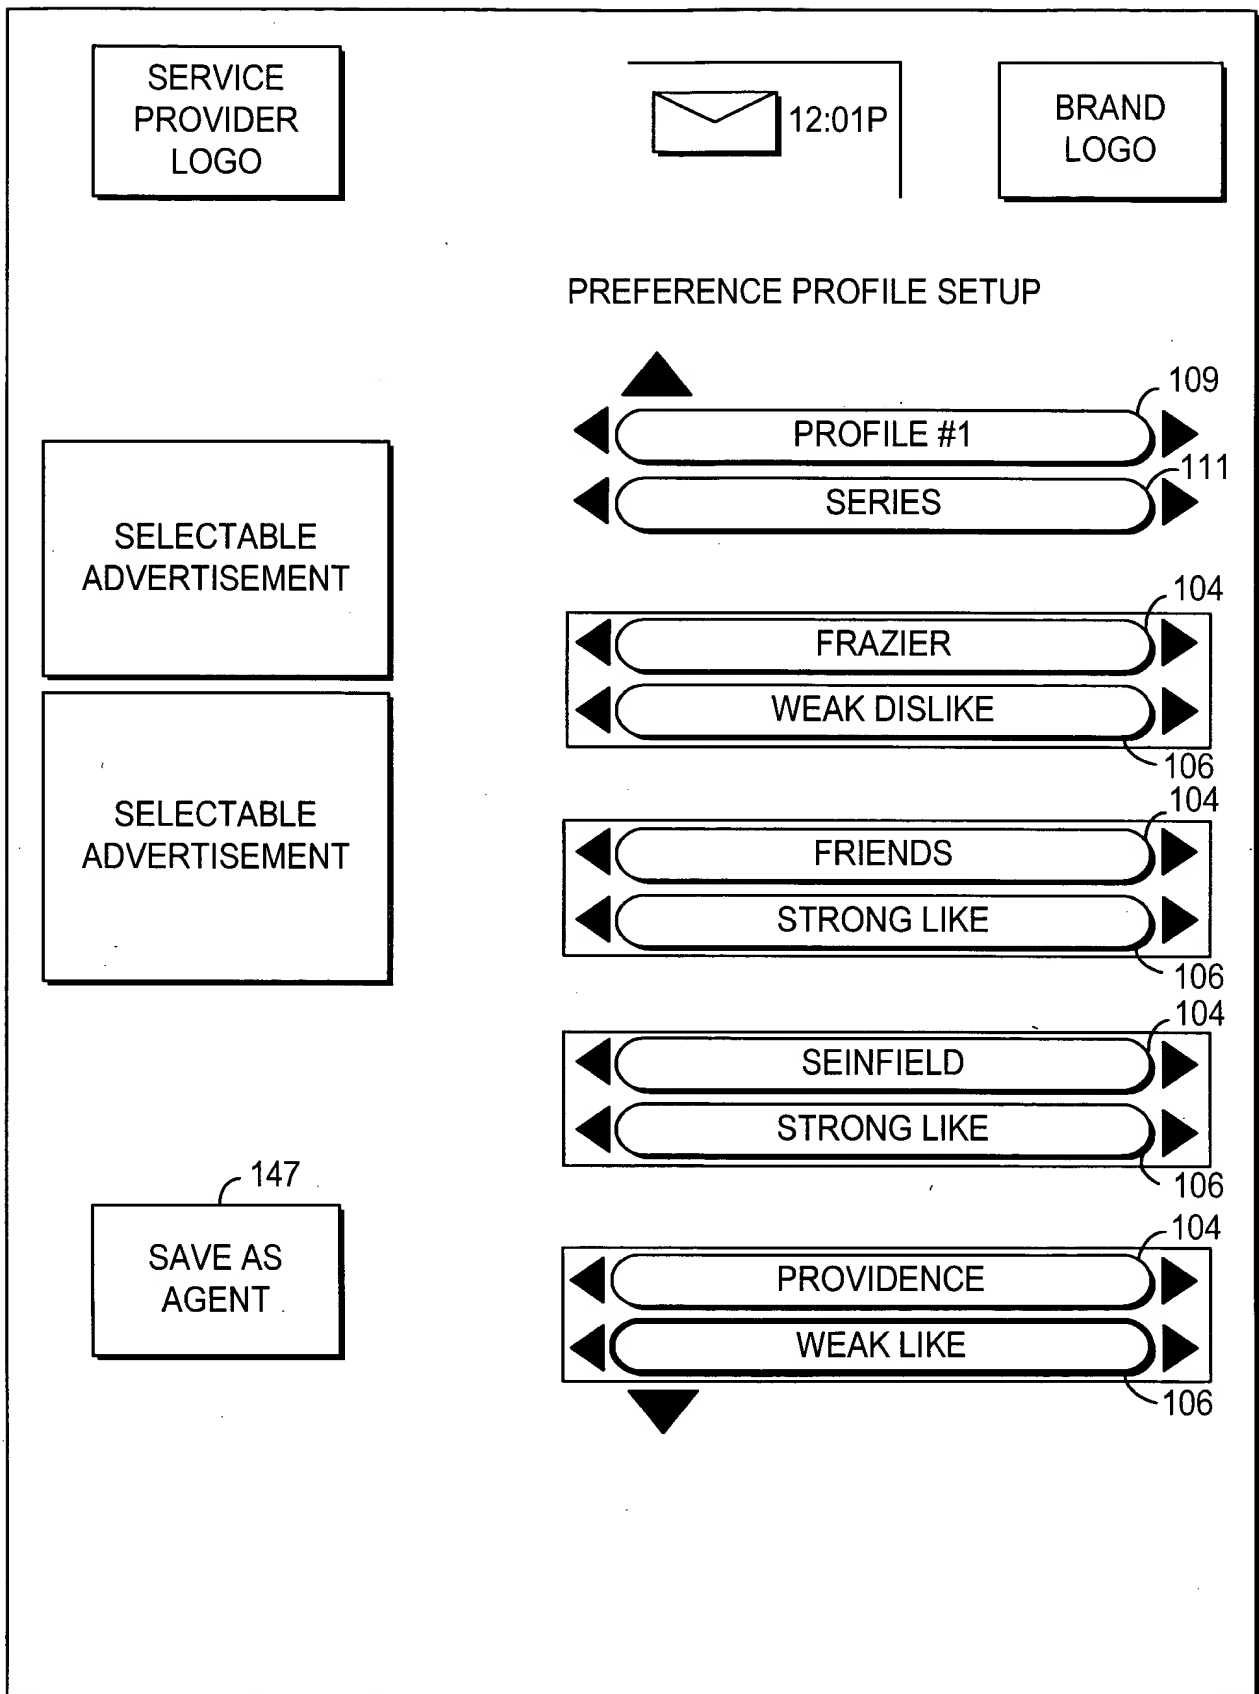 SERVICE
PROVIDER
LOGO
12:01P
BRAND
LOGO
PREFERENCE PROFILE SETUP
109
PROFILE #1
111
SERIES
SELECTABLE
ADVERTISEMENT
104
FRAZIER
WEAK DISLIKE
106
SELECTABLE
ADVERTISEMENT
104
FRIENDS
STRONG LIKE
106
104
SEINFIELD
STRONG LIKE
106
147
SAVE AS
AGENT
104
PROVIDENCE
WEAK LIKE
106